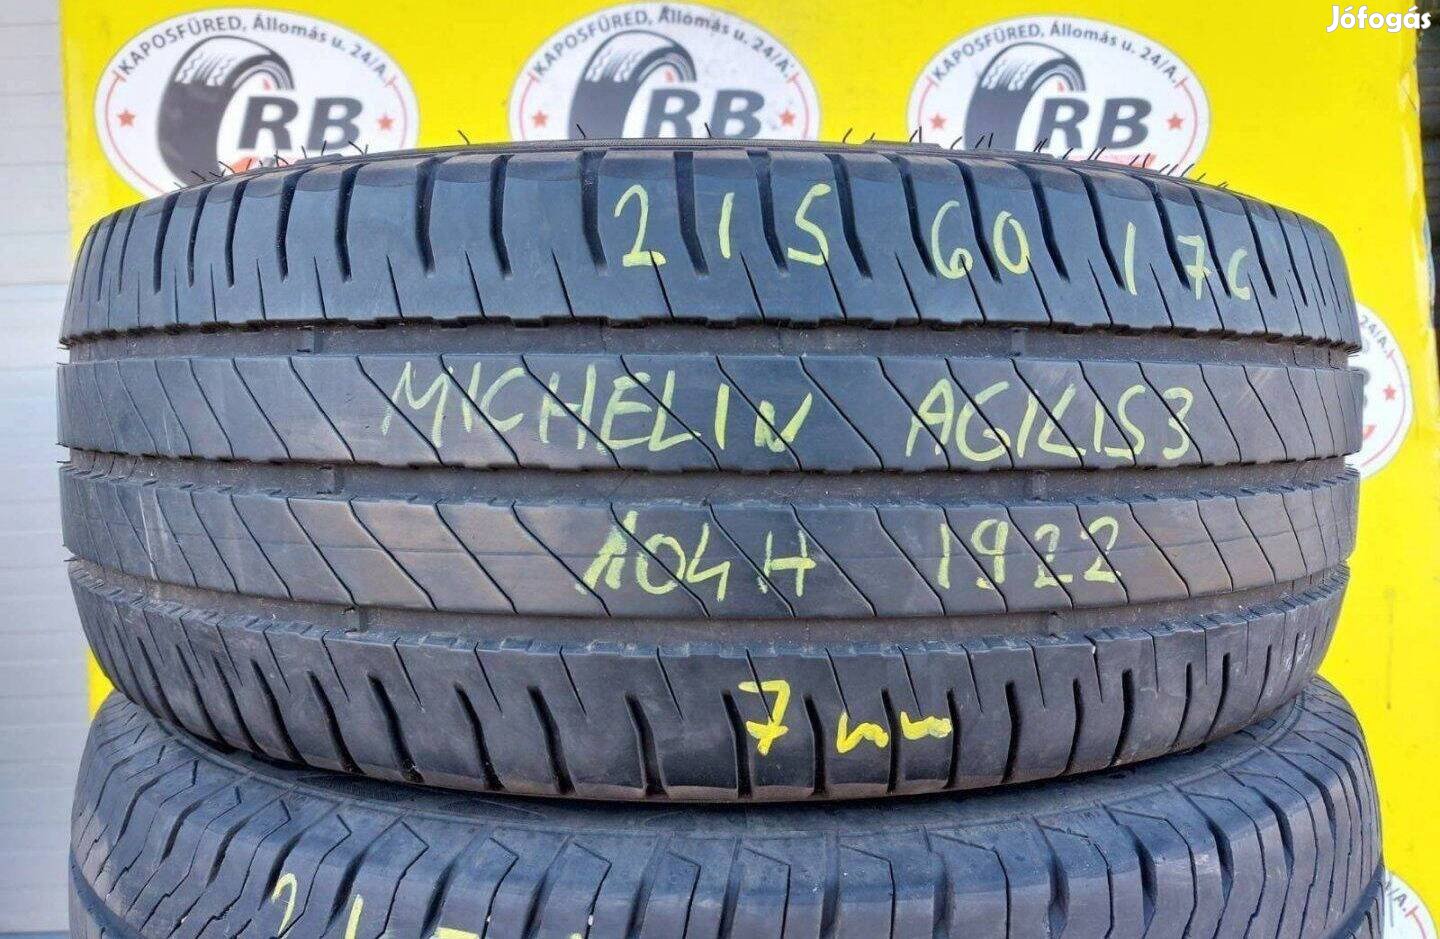 Jófogás
KAPOSFÜRED, Állomás u. 24/A.
RB
KAPOSFÜRED, Állomás u. 24/A.
RB
KAPOSFÜRED, Állomás u. 24/A.
RB
215 60 17C
24/A.
MICHELIN AGILIS3
104H 1922
7mm